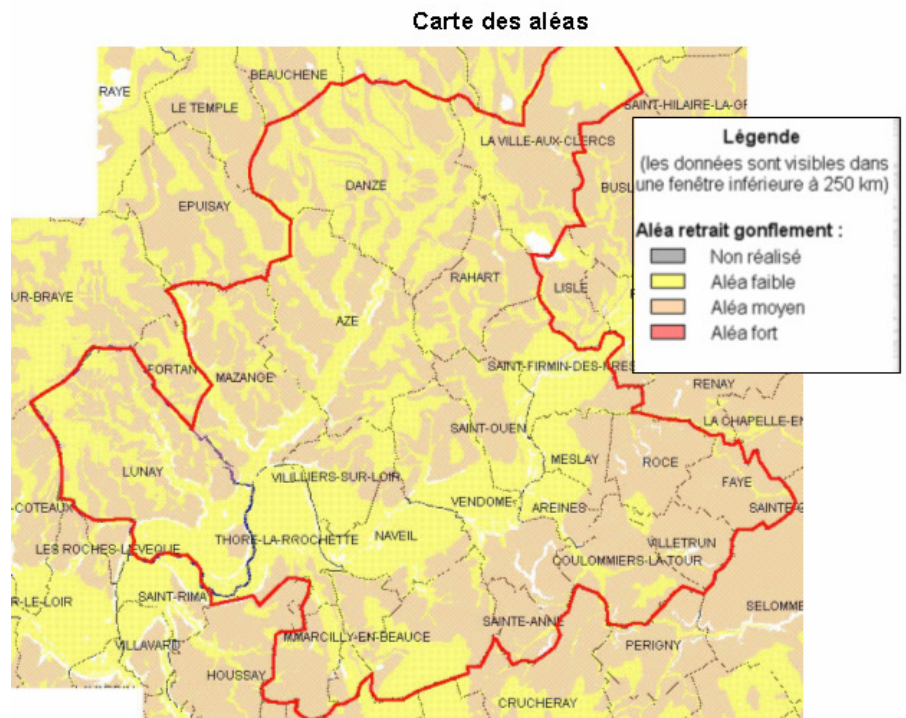 Carte des aléas
BEAUCHENE
RAYE
LE TEMPLE
SAINT-HILAIRE-LA-GR
LA VILLE-AUX-CLERCS
Légende
(les données sont visibles dans
une fenêtre inférieure à 250 km)
DANZE
BUSL
EPUISAY
Aléa retrait gonflement :
Non réalisé
RAHART
Aléa faible
LISLE
UR-BRAYE
Aléa moyen
AZE
Aléa fort
FORTAN
MAZANGE
SAINT-FIRMIN-DES-PRES
RENAY
LA CHAPELLE-EN
SAINT-OUEN
LUNAY
MESLAY
ROCE
VILLILIERS-SUR-LOIR
FAYE
VENDOME
-COTEAUX
AREINES
SAINTE-G
THORE-LA-RROCHETTE
NAVEIL
VILLETRUN
LES ROCHES-L'EVEQUE
COULOMMIERS-LA-TOUR
R-LE-LOIR
SAINT-RIMA
SELOMME
SAINTE-ANNE
MMARCILLY-EN-BEAUCE
VILLAVARD
PERIGNY
HOUSSAY
CRUCHERAY